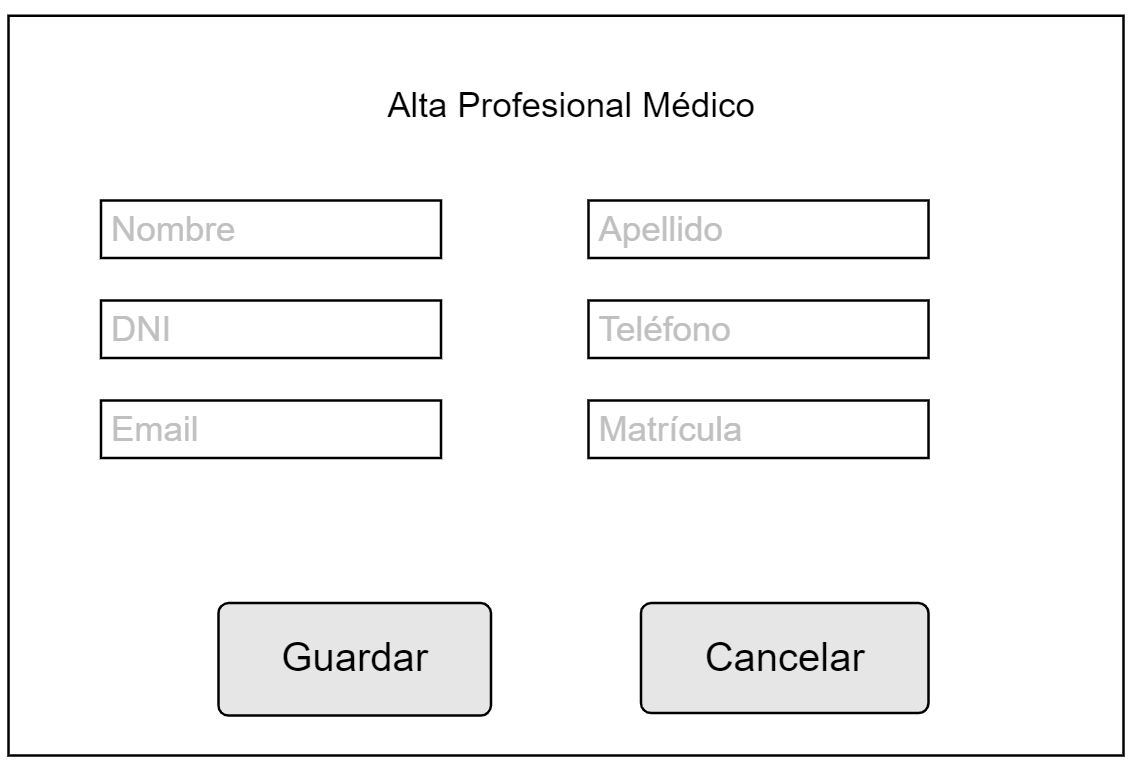 Alta Profesional Médico
Nombre
Apellido
DNI
Teléfono
Email
Matrícula
Guardar
Cancelar